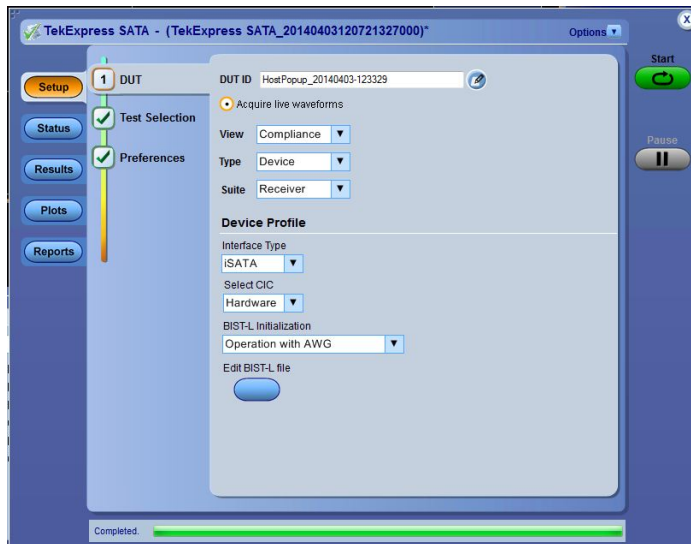 TekExpress SATA - (TekExpress SATA_20140403120721327000)*
Options
x
Start
Pause
Setup
Status
Results
Plots
Reports
1 DUT
Test Selection
Preferences
DUT ID HostPopup_20140403-123329
Acquire live waveforms
View Compliance
Type Device
Suite Receiver
Device Profile
Interface Type
iSATA
Select CIC
Hardware
BIST-L Initialization
Operation with AWG
Edit BIST-L file
Completed.